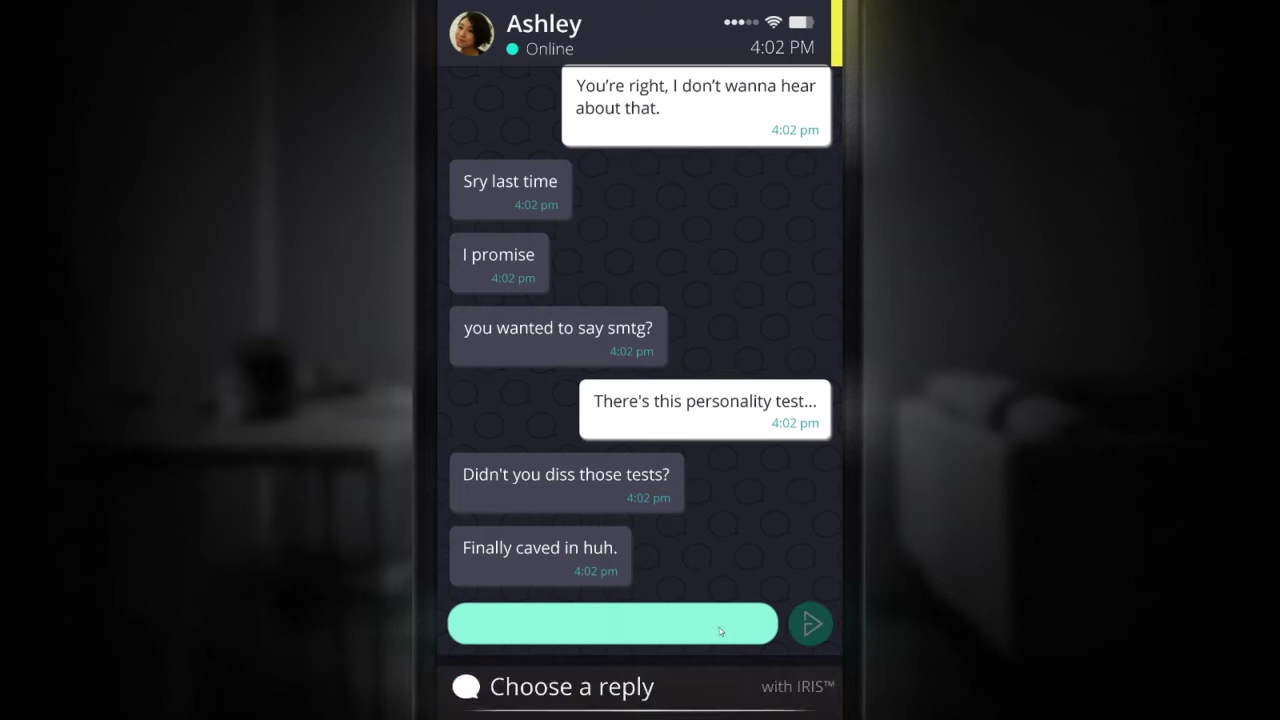 Ashley
Online
4:02 PM
You’re right, I don’t wanna hear
about that.
4:02 pm
Sry last time
4:02 pm
I promise
4:02 pm
you wanted to say smtg?
4:02 pm
There's this personality test...
4:02 pm
Didn't you diss those tests?
4:02 pm
Finally caved in huh.
4:02 pm
Choose a reply
with IRIS™